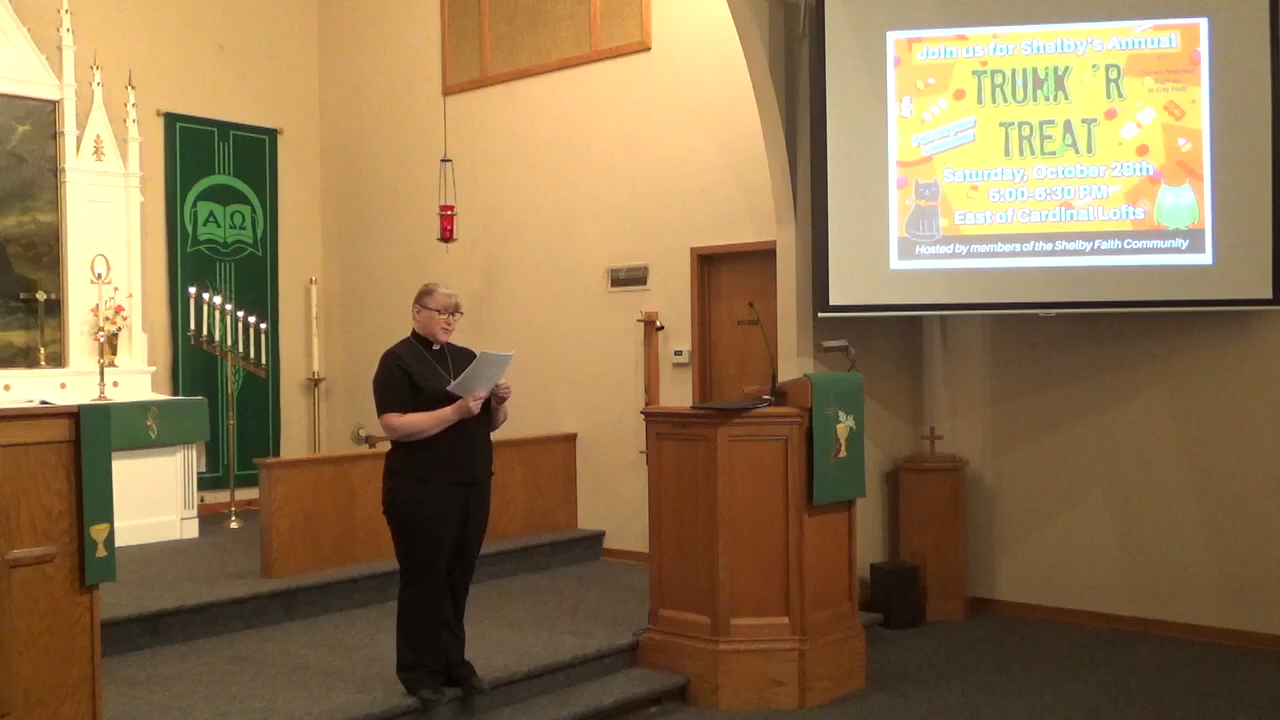 Join us for Shelby's Annual
TRUNK 'R
TREAT
Saturday, October 29th
5:00-6:30 PM
East of Cardinal Lofts
Hosted by members of the Shelby Faith Community
Α Ω